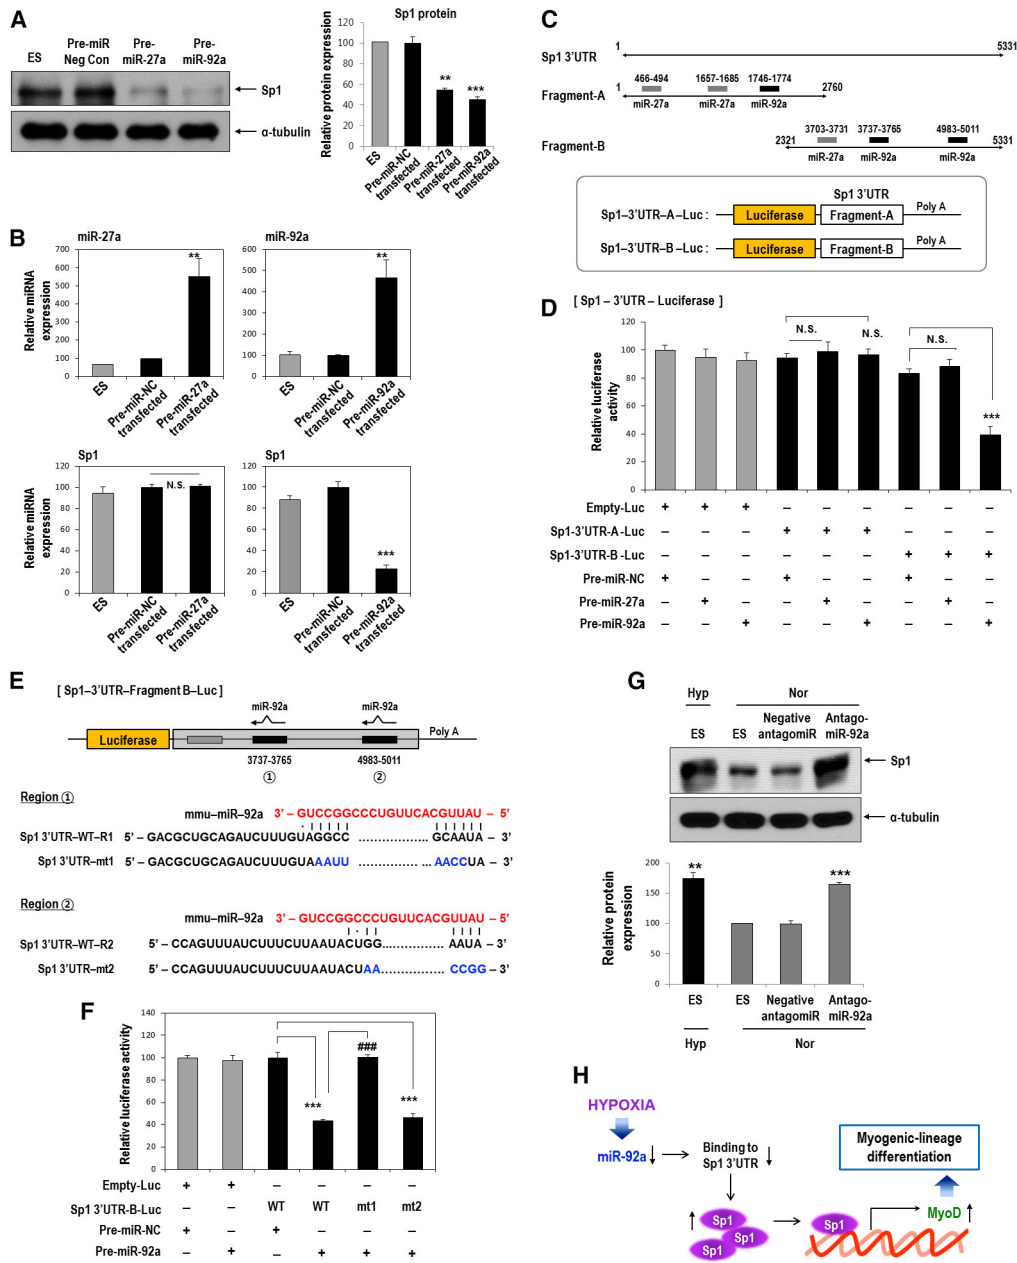 A
ES
Pre-miR
Neg Con
Pre-
miR-27a
Pre-
miR-92a
Sp1
α-tubulin
Sp1 protein
Relative protein expression
120
100
80
60
40
20
0
**
***
ES
Pre-miR-NC
transfected
Pre-miR-27a
transfected
Pre-miR-92a
transfected
B
miR-27a
Relative miRNA
expression
700
600
500
400
300
200
100
0
**
ES
Pre-miR-NC
transfected
Pre-miR-27a
transfected
miR-92a
600
500
400
300
200
100
0
**
ES
Pre-miR-NC
transfected
Pre-miR-92a
transfected
Sp1
Relative miRNA
expression
120
100
80
60
40
20
0
N.S.
ES
Pre-miR-NC
transfected
Pre-miR-27a
transfected
Sp1
120
100
80
60
40
20
0
***
ES
Pre-miR-NC
transfected
Pre-miR-92a
transfected
C
Sp1 3'UTR
1
5331
Fragment-A
1
466-494
1657-1685
1746-1774
2760
miR-27a
miR-27a
miR-92a
Fragment-B
2321
3703-3731
3737-3765
4983-5011
5331
miR-27a
miR-92a
miR-92a
Sp1 3'UTR
Sp1–3'UTR–A –Luc :
Luciferase
Fragment-A
Poly A
Sp1–3'UTR–B –Luc :
Luciferase
Fragment-B
Poly A
D
[ Sp1 – 3'UTR – Luciferase ]
Relative luciferase
activity
120
100
80
60
40
20
0
N.S.
N.S.
N.S.
***
Empty-Luc + + + – – – – – –
Sp1-3'UTR-A -Luc – – – + + + – – –
Sp1-3'UTR-B -Luc – – – – – – + + +
Pre-miR-NC + – – + – – + – –
Pre-miR-27a – + – – + – – + –
Pre-miR-92a – – + – – + – – +
E
[ Sp1–3'UTR–Fragment B–Luc ]
miR-92a
miR-92a
Luciferase
Poly A
3737-3765
4983-5011
①
②
Region ①
mmu–miR–92a 3' – GUCCGGCCCUGUUCACGUUAU – 5'
Sp1 3'UTR–WT–R1 5' – GACGCUGCAGAUCUUUGUAGGCC ................... GCAAUA – 3'
Sp1 3'UTR–mt1 5' – GACGCUGCAGAUCUUUGUAAAUU ................ ... AACCUA – 3'
Region ②
mmu–miR–92a 3' – GUCCGGCCCUGUUCACGUUAU – 5'
Sp1 3'UTR–WT–R2 5' – CCAGUUUAUCUUUCUUAAUACUGG................. AAUA – 3'
Sp1 3'UTR–mt2 5' – CCAGUUUAUCUUUCUUAAUACUAA................. CCGG – 3'
F
Relative luciferase activity
140
120
100
80
60
40
20
0
***
###
***
Empty-Luc + + – – – –
Sp1 3'UTR-B-Luc – – WT WT mt1 mt2
Pre-miR-NC + – + – – –
Pre-miR-92a – + – + + +
G
Hyp
Nor
ES
ES
Negative
antagomiR
Antago-
miR-92a
Sp1
α-tubulin
Relative protein
expression
200
150
100
50
0
**
***
ES
ES
Negative
antagomiR
Antago-
miR-92a
Hyp
Nor
H
HYPOXIA
miR-92a
Binding to
Sp1 3'UTR
Sp1
Sp1
Sp1
Sp1
MyoD
Myogenic-lineage
differentiation